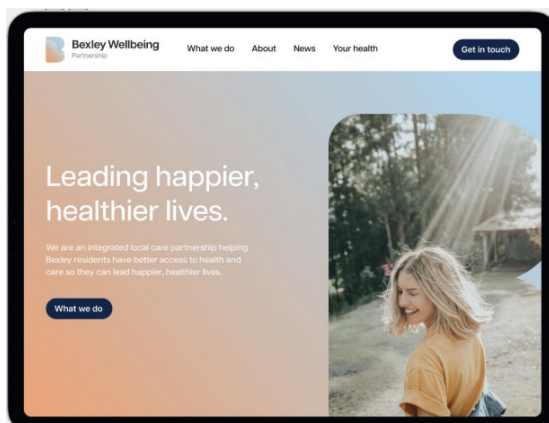 Bexley Wellbeing
Partnership
What we do
About
News
Your health
Get in touch
Leading happier,
healthier lives.
We are an integrated local care partnership helping
Bexley residents have better access to health and
care so they can lead happier, healthier lives.
What we do